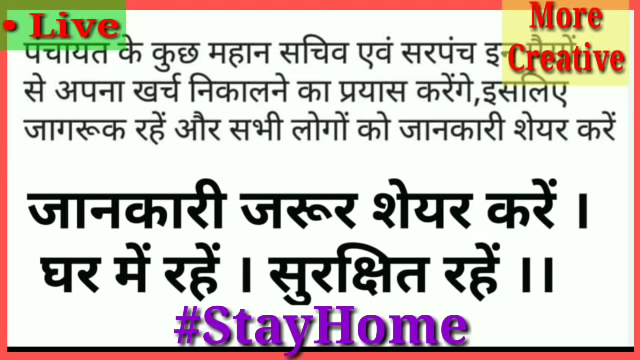 • Live
More
Creative
पंचायत के कुछ महान सचिव एवं सरपंच
से अपना खर्च निकालने का प्रयास करेंगे,इसलिए
जागरूक रहें और सभी लोगों को जानकारी शेयर करें
जानकारी जरूर शेयर करें ।
घर में रहें । सुरक्षित रहें ।।
#StayHome